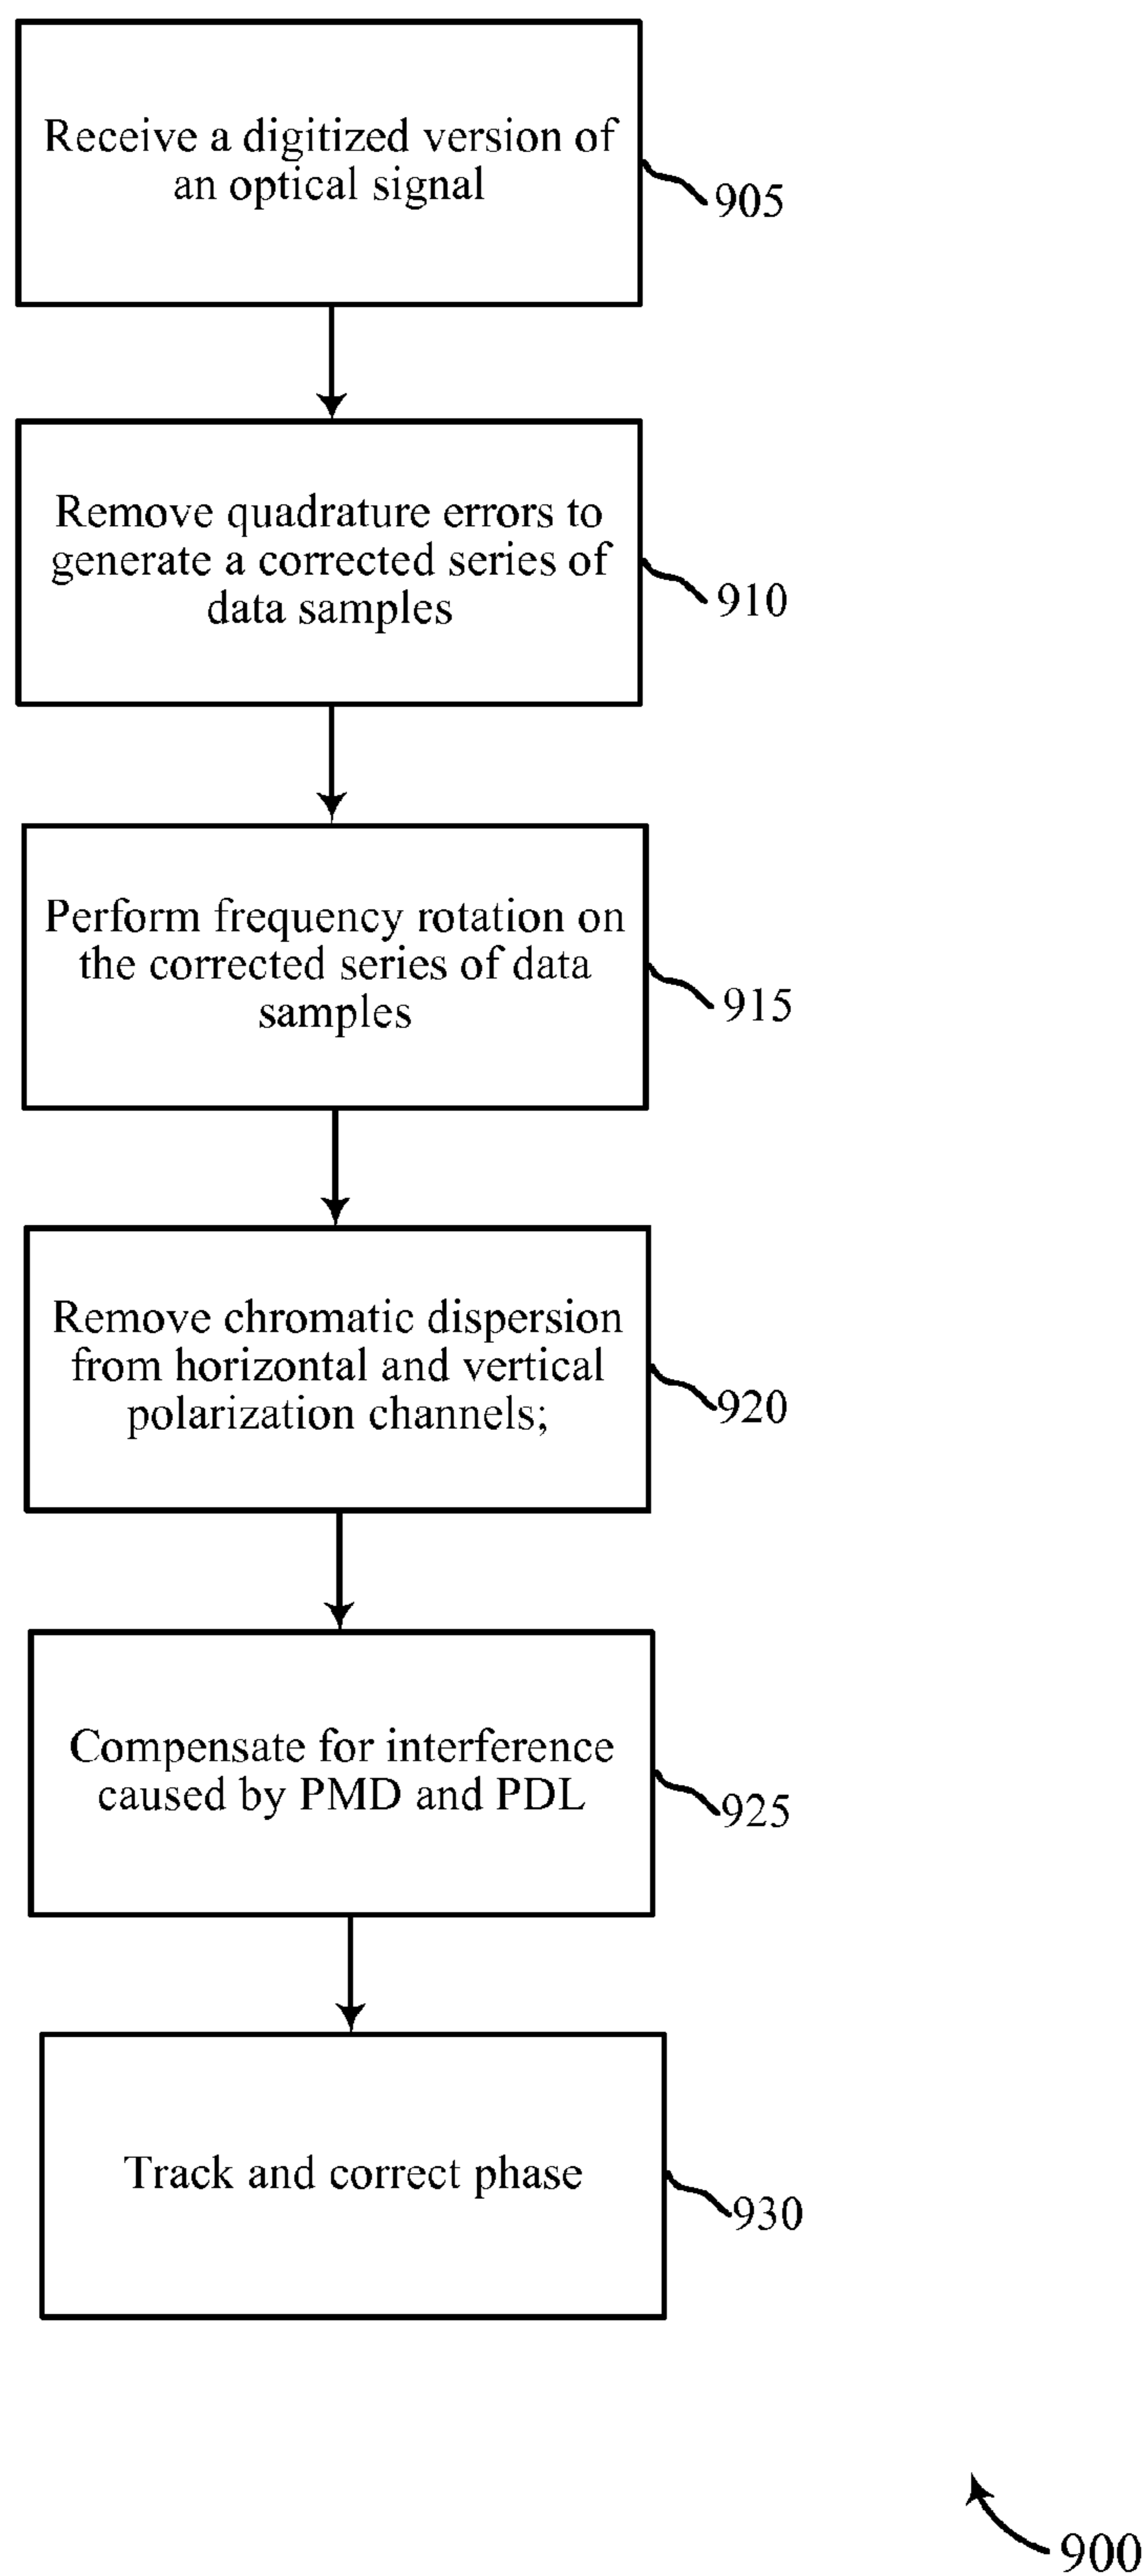 Receive a digitized version of
an optical signal
905
Remove quadrature errors to
generate a corrected series of
data samples
910
Perform frequency rotation on
the corrected series of data
samples
915
Remove chromatic dispersion
from horizontal and vertical
polarization channels;
920
Compensate for interference
caused by PMD and PDL
925
Track and correct phase
930
900